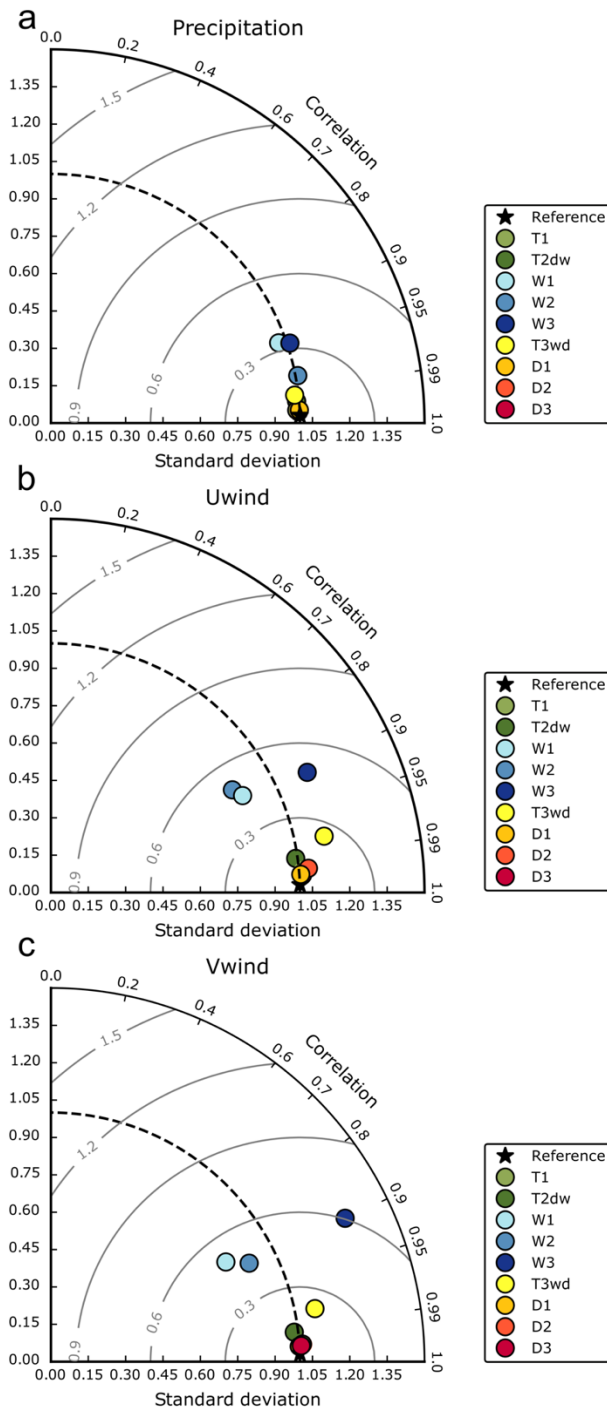 a
Precipitation
0.0
0.2
0.4
0.6
0.7
0.8
0.9
0.95
0.99
1.0
Correlation
1.35
1.20
1.05
0.90
0.75
0.60
0.45
0.30
0.15
0.00
1.5
1.2
0.9
0.6
0.3
0.00 0.15 0.30 0.45 0.60 0.75 0.90 1.05 1.20 1.35
Standard deviation
Reference
T1
T2dw
W1
W2
W3
T3wd
D1
D2
D3
b
Uwind
0.0
0.2
0.4
0.6
0.7
0.8
0.9
0.95
0.99
1.0
Correlation
1.35
1.20
1.05
0.90
0.75
0.60
0.45
0.30
0.15
0.00
1.5
1.2
0.9
0.6
0.3
0.00 0.15 0.30 0.45 0.60 0.75 0.90 1.05 1.20 1.35
Standard deviation
Reference
T1
T2dw
W1
W2
W3
T3wd
D1
D2
D3
c
Vwind
0.0
0.2
0.4
0.6
0.7
0.8
0.9
0.95
0.99
1.0
Correlation
1.35
1.20
1.05
0.90
0.75
0.60
0.45
0.30
0.15
0.00
1.5
1.2
0.9
0.6
0.3
0.00 0.15 0.30 0.45 0.60 0.75 0.90 1.05 1.20 1.35
Standard deviation
Reference
T1
T2dw
W1
W2
W3
T3wd
D1
D2
D3